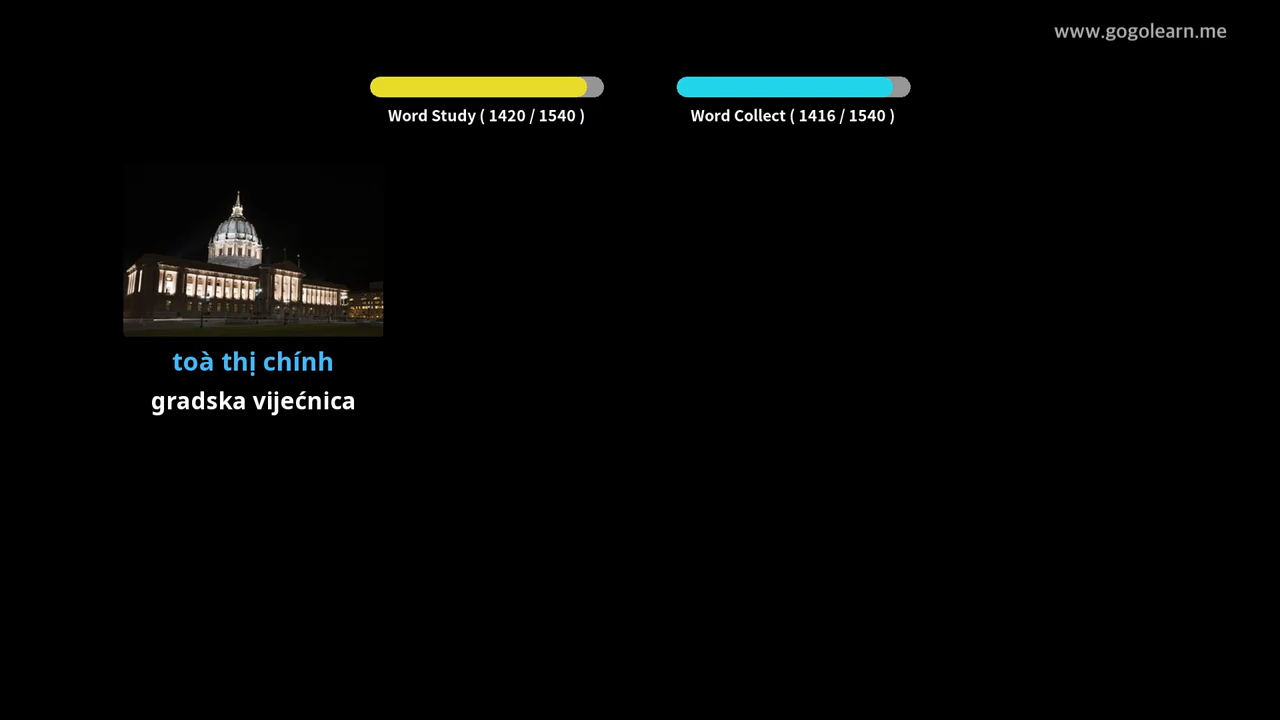 www.gogolearn.me
Word Study ( 1420 / 1540 )
Word Collect ( 1416 / 1540 )
toà thị chính
gradska vijećnica